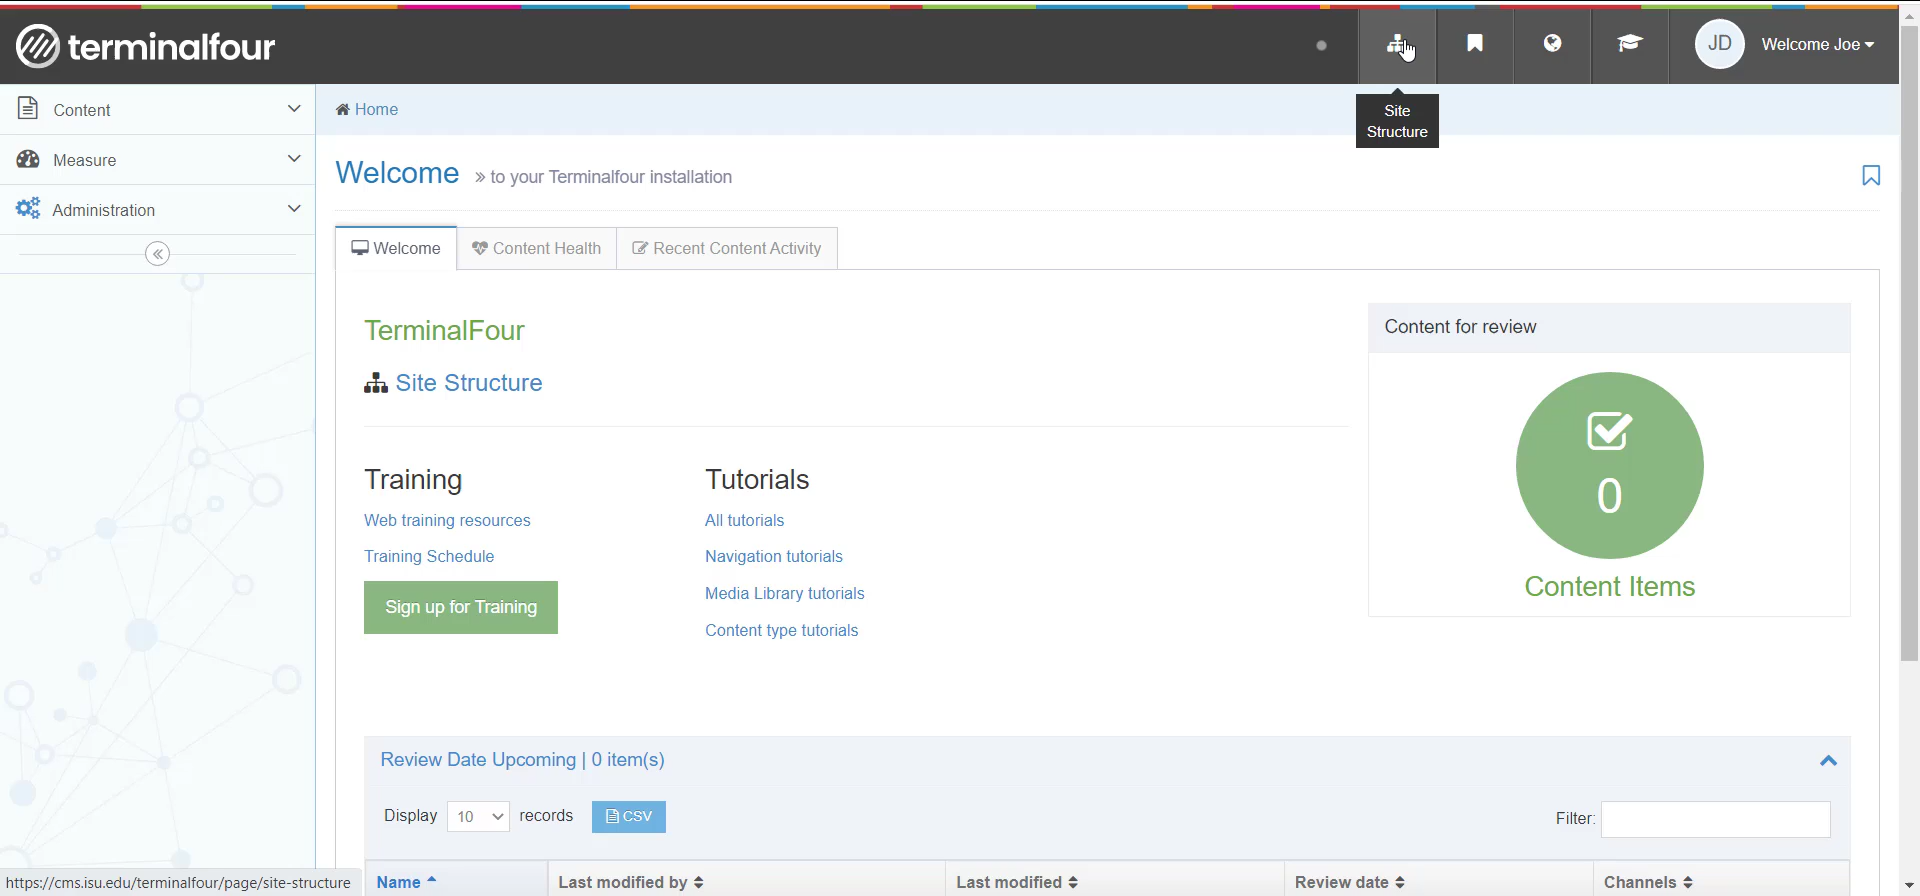 terminalfour
JD
Welcome Joe
Site
Structure
Content
Measure
Administration
Home
Welcome » to your Terminalfour installation
Welcome
Content Health
Recent Content Activity
TerminalFour
Site Structure
Training
Web training resources
Training Schedule
Sign up for Training
Tutorials
All tutorials
Navigation tutorials
Media Library tutorials
Content type tutorials
Content for review
0
Content Items
Review Date Upcoming | 0 item(s)
Display 10 records CSV
Filter:
Name Last modified by Last modified Review date Channels
https://cms.isu.edu/terminalfour/page/site-structure